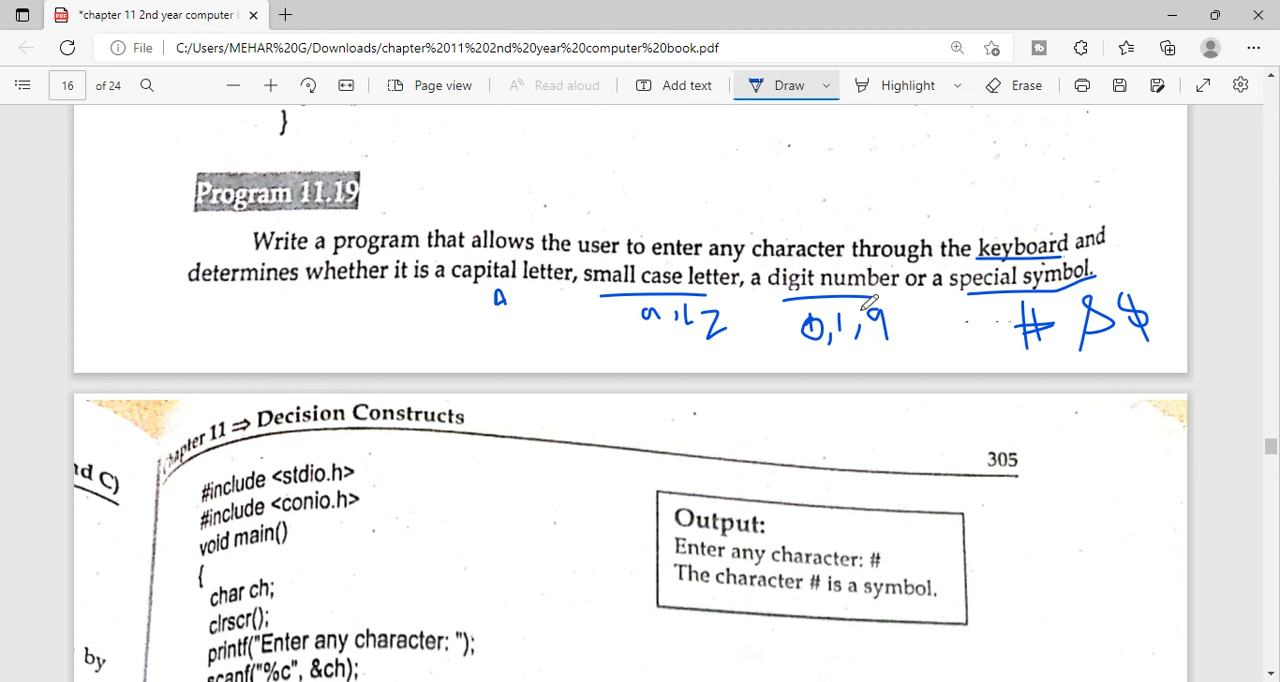 *chapter 11 2nd year computer
File C:/Users/MEHAR%20G/Downloads/chapter%2011%202nd%20year%20computer%20book.pdf
16 of 24 Page view Read aloud Add text Draw Highlight Erase
}
Program 11.19
Write a program that allows the user to enter any character through the keyboard and
determines whether it is a capital letter, small case letter, a digit number or a special symbol.
A
0,1,9
# $
Chapter 11 ⇒ Decision Constructs
305
nd C)
#include <stdio.h>
#include <conio.h>
void main()
{
char ch;
clrscr();
printf("Enter any character: ");
scanf("%c", &ch);
by
Output:
Enter any character: #
The character # is a symbol.